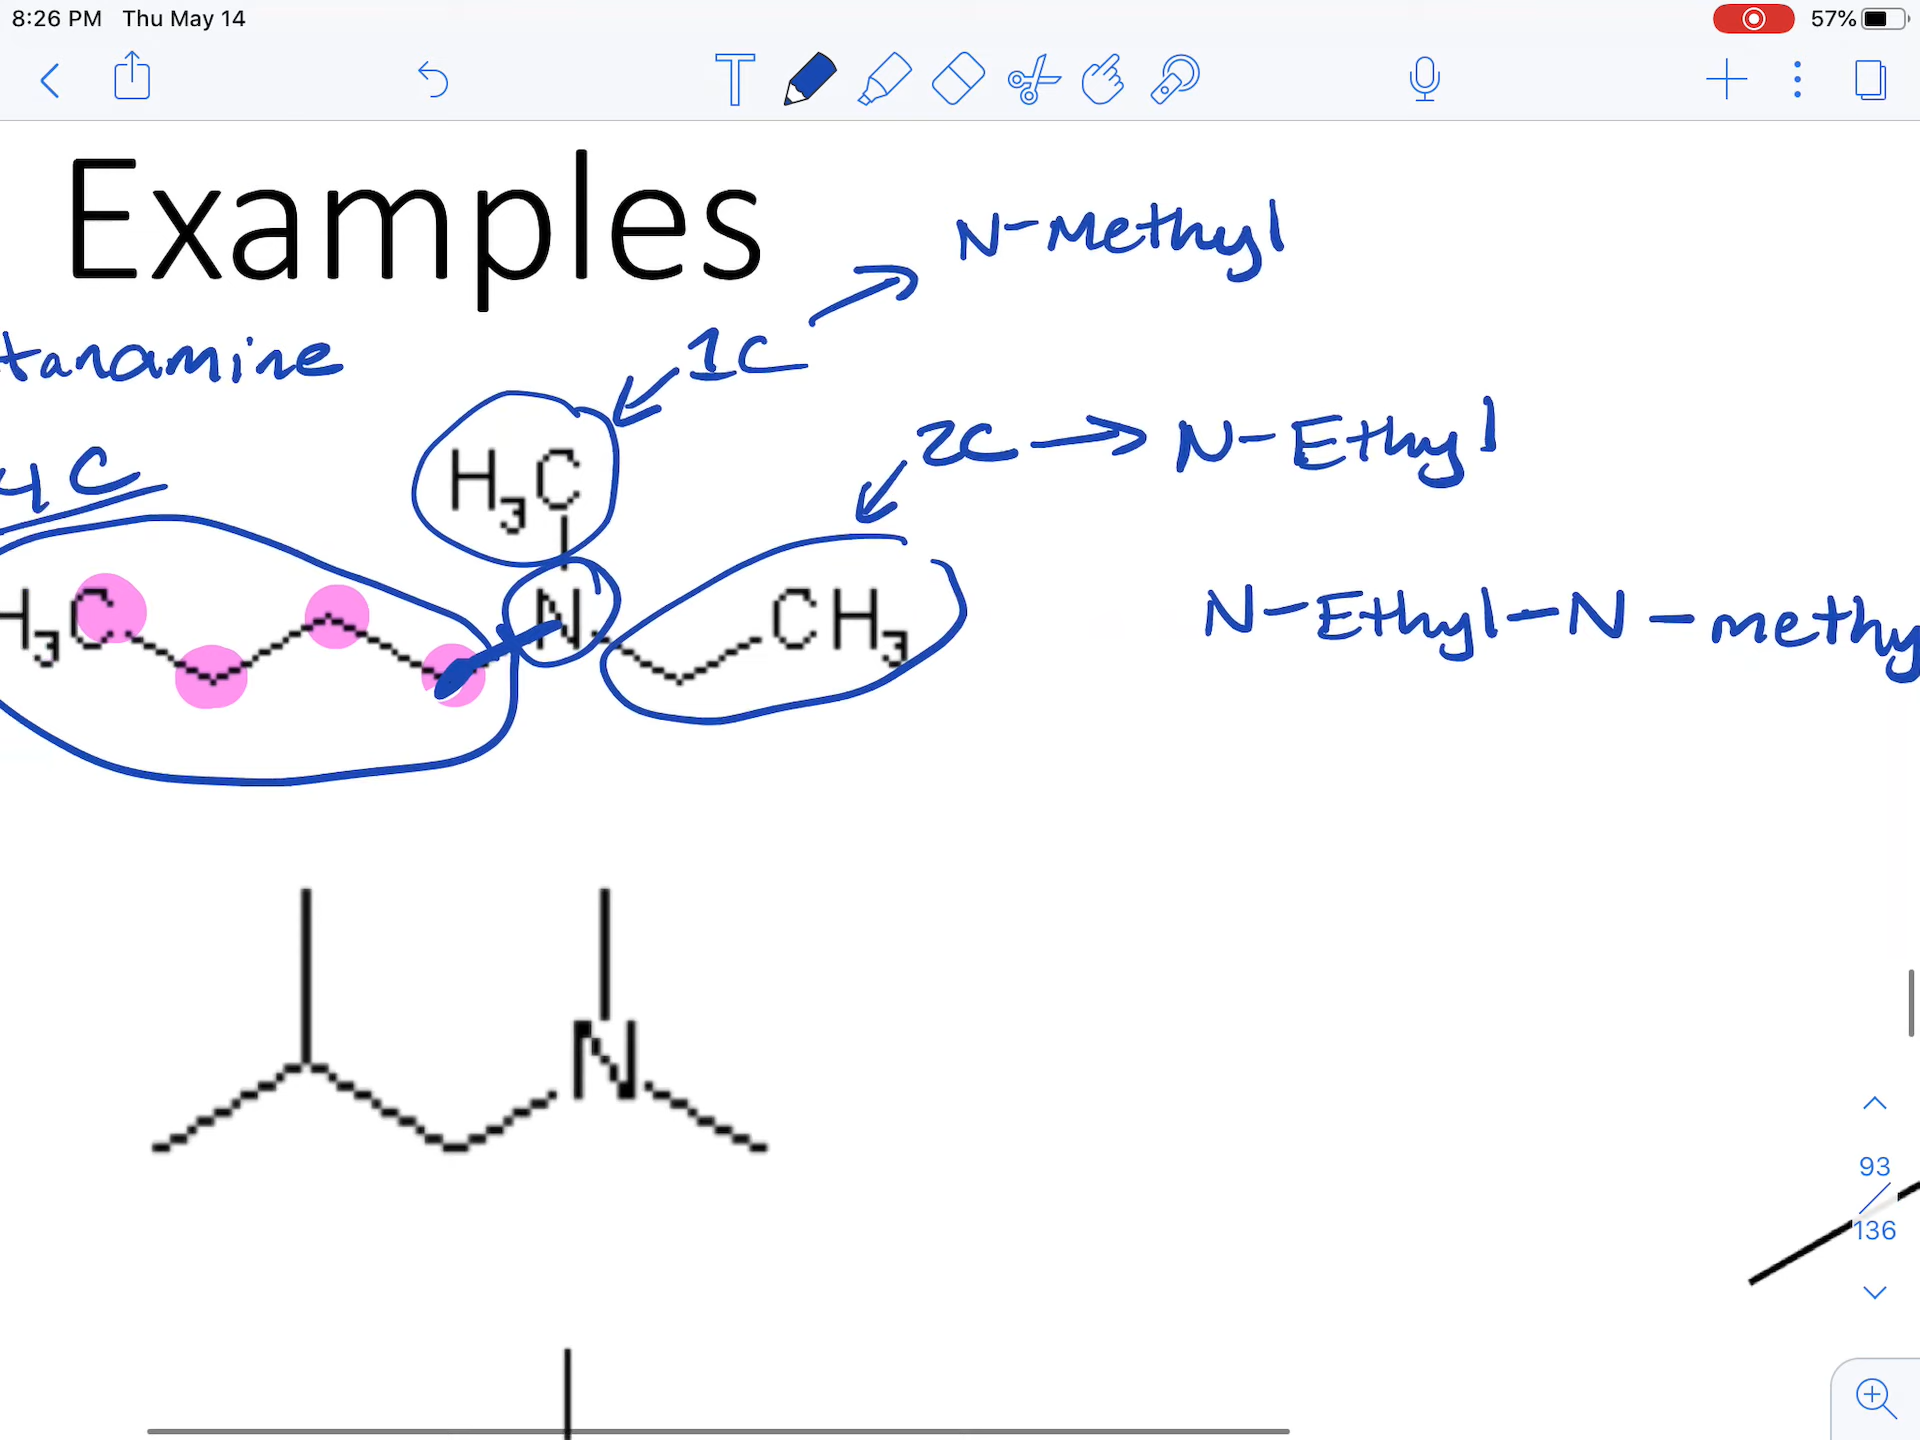 8:26 PM Thu May 14
57%
T
Examples
N-Methyl
tanamine
1C
4C
2C → N-Ethyl
H3C
H3C
N
CH3
N-Ethyl-N-methy
N
93
136